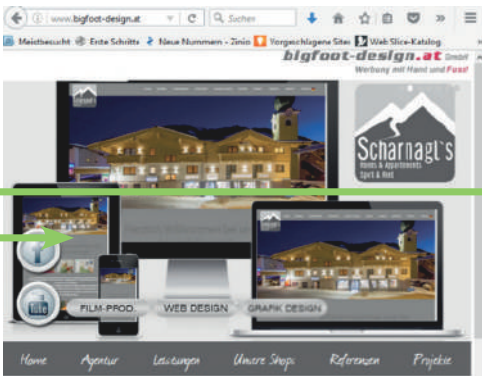 www.bigfoot-design.at
Suchen
Meistbesucht Erste Schritte Neue Nummern - Zinio Vorgeschlagene Sites Web Slice-Katalog
bigfoot-design.at GmbH
Werbung mit Hand und Fuss!
Scharnagl's
Hotels & Appartements
Sport & Rent
Tube
FILM-PROD. WEB DESIGN GRAFIK DESIGN
Home Agentur Leistungen Unsere Shops Referenzen Projekte